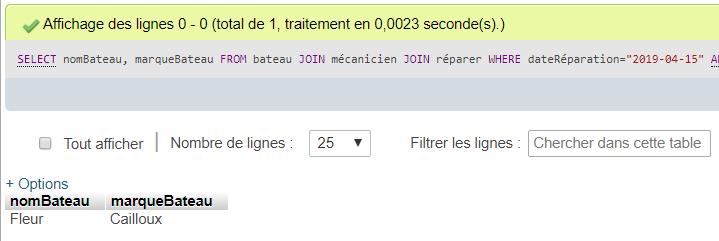 Affichage des lignes 0 - 0 (total de 1, traitement en 0,0023 seconde(s).)
SELECT nomBateau, marqueBateau FROM bateau JOIN mécanicien JOIN réparer WHERE dateRéparation="2019-04-15"
Tout afficher | Nombre de lignes : 25 Filtrer les lignes : Chercher dans cette table
+ Options
nomBateau marqueBateau
Fleur Cailloux